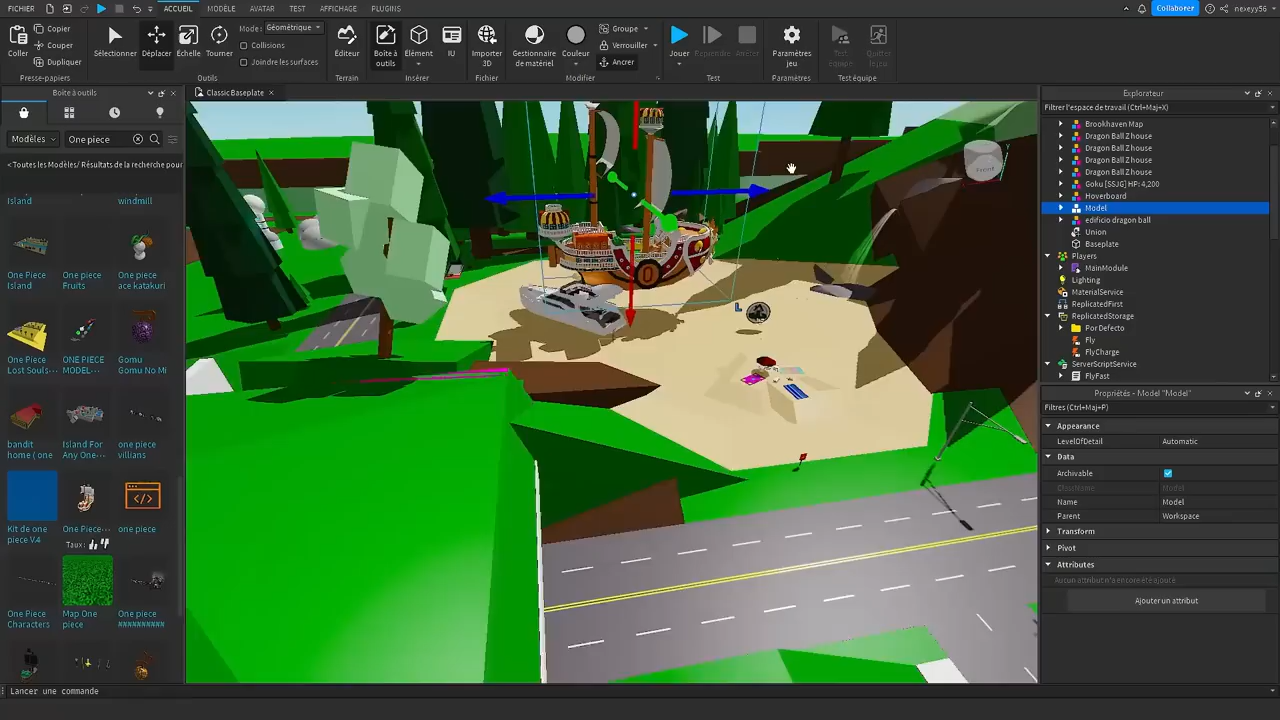 FICHIER
ACCUEIL
MODÈLE
AVATAR
TEST
AFFICHAGE
PLUGINS
Collaborer
nexeyy56
Coller
Copier
Couper
Dupliquer
Presse-papiers
Sélectionner
Déplacer
Échelle
Tourner
Mode: Géométrique
Collisions
Joindre les surfaces
Outils
Éditeur
Terrain
Boîte à outils
Élément
IU
Insérer
Importer 3D
Fichier
Gestionnaire de matériel
Couleur
Groupe
Verrouiller
Ancrer
Modifier
Jouer
Reprendre
Arrêter
Test
Paramètres jeu
Paramètres
Test équipe
Quitter le jeu
Test équipe
Boîte à outils
ClassicBaseplate
Modèles
One piece
<Toutes les Modèles/ Résultats de la recherche pour
Island
windmill
One Piece Island
One piece Fruits
One piece ace katakuri
One Piece Lost Souls···
ONE PIECE MODEL···
Gomu Gomu No Mi
bandit home ( one
Island For Any One···
one piece villians
Kit de one piece V.4
One Piece···
one piece
Taux:
One Piece Characters
Map One piece
One piece ##########
L
Front
Y
Explorateur
Filtrer l'espace de travail (Ctrl+Maj+X)
Brookhaven Map
Dragon Ball Z house
Dragon Ball Z house
Dragon Ball Z house
Dragon Ball Z house
Goku [SSJG] HP: 4,200
Hoverboard
Model
edificio dragon ball
Union
Baseplate
Players
MainModule
Lighting
MaterialService
ReplicatedFirst
ReplicatedStorage
Por Defecto
Fly
FlyCharge
ServerScriptService
FlyFast
Propriétés - Model "Model"
Filtres (Ctrl+Maj+P)
Appearance
LevelOfDetail
Automatic
Data
Archivable
ClassName
Model
Name
Model
Parent
Workspace
Transform
Pivot
Attributes
Aucun attribut n'a encore été ajouté
Ajouter un attribut
Lancer une commande